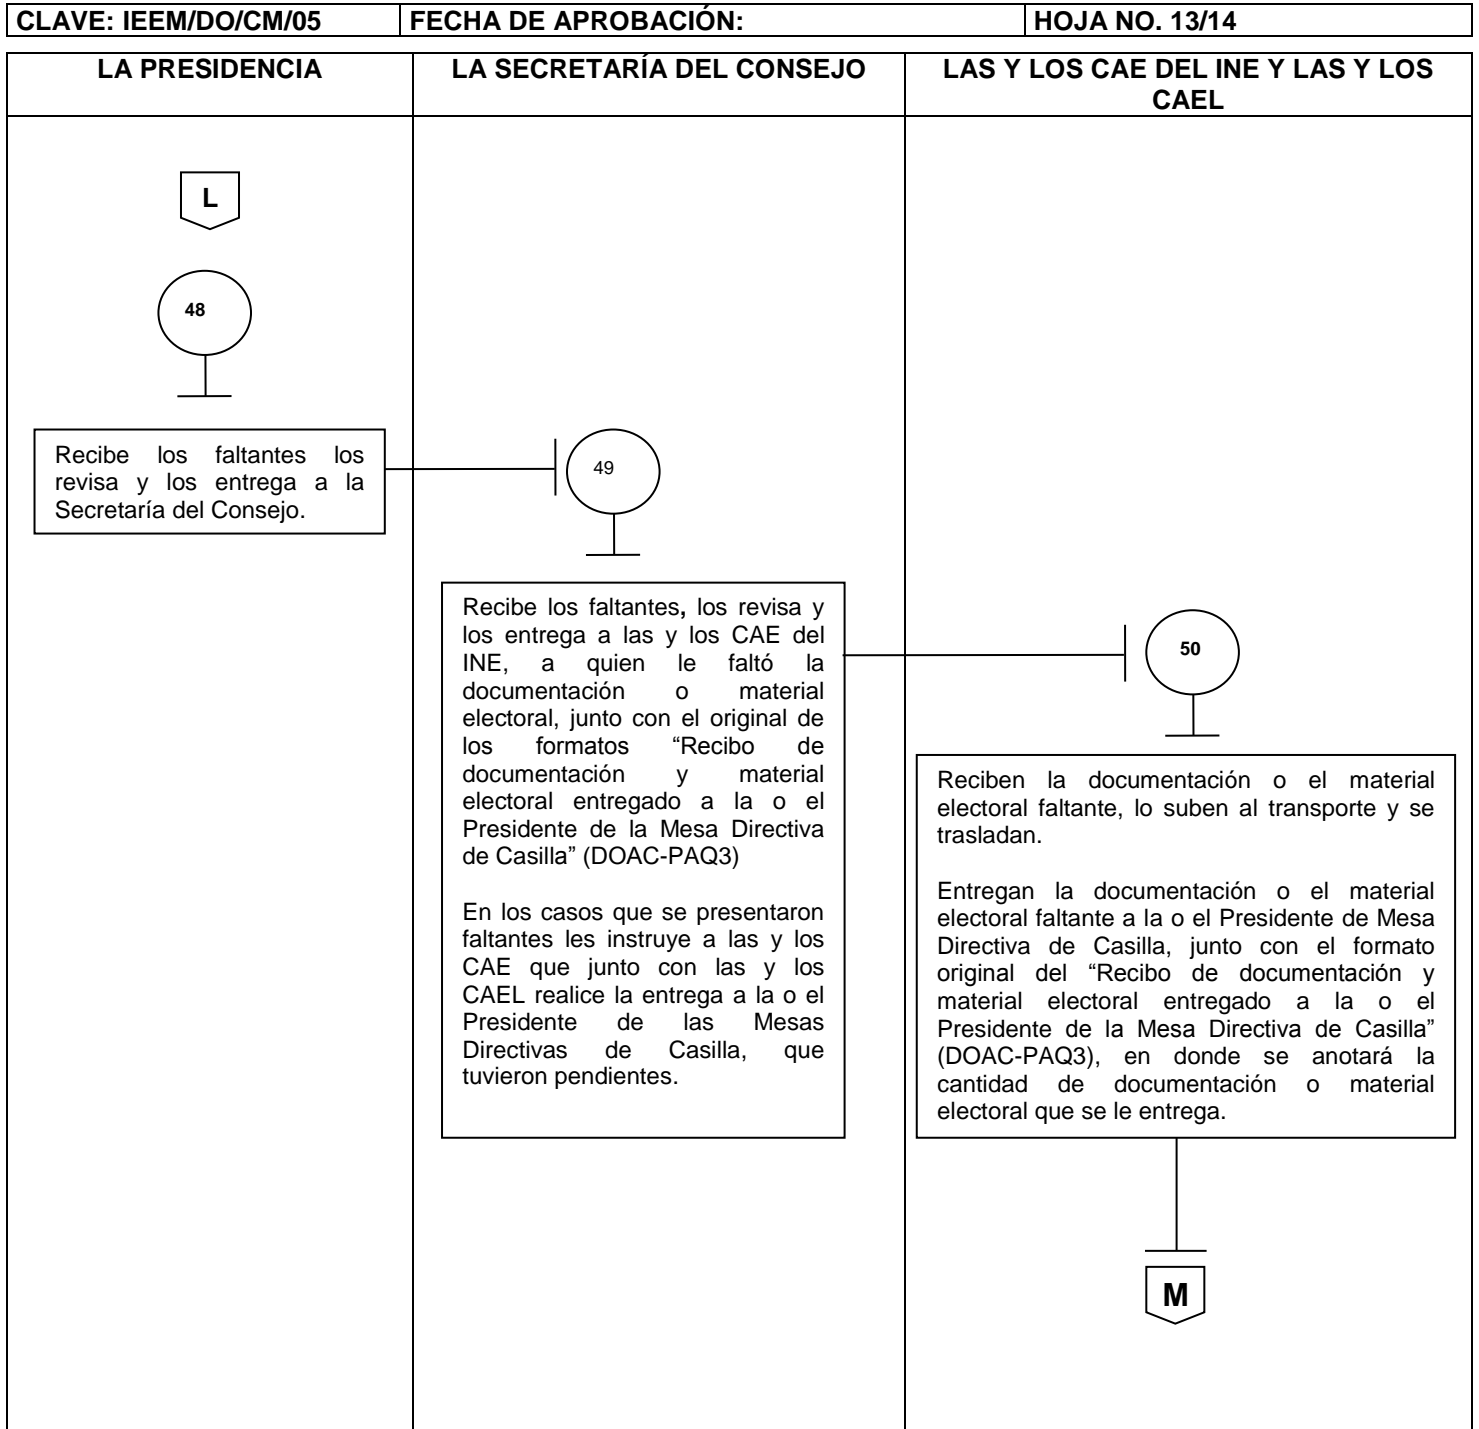 CLAVE: IEEM/DO/CM/05 FECHA DE APROBACIÓN: HOJA NO. 13/14
LA PRESIDENCIA
LA SECRETARÍA DEL CONSEJO
LAS Y LOS CAE DEL INE Y LAS Y LOS
CAEL
L
48
Recibe los faltantes los
revisa y los entrega a la
Secretaría del Consejo.
49
Recibe los faltantes, los revisa y
los entrega a las y los CAE del
INE, a quien le faltó la
documentación o material
electoral, junto con el original de
los formatos “Recibo de
documentación y material
electoral entregado a la o el
Presidente de la Mesa Directiva
de Casilla” (DOAC-PAQ3)
En los casos que se presentaron
faltantes les instruye a las y los
CAE que junto con las y los
CAEL realice la entrega a la o el
Presidente de las Mesas
Directivas de Casilla, que
tuvieron pendientes.
50
Reciben la documentación o el material
electoral faltante, lo suben al transporte y se
trasladan.
Entregan la documentación o el material
electoral faltante a la o el Presidente de Mesa
Directiva de Casilla, junto con el formato
original del “Recibo de documentación y
material electoral entregado a la o el
Presidente de la Mesa Directiva de Casilla”
(DOAC-PAQ3), en donde se anotará la
cantidad de documentación o material
electoral que se le entrega.
M